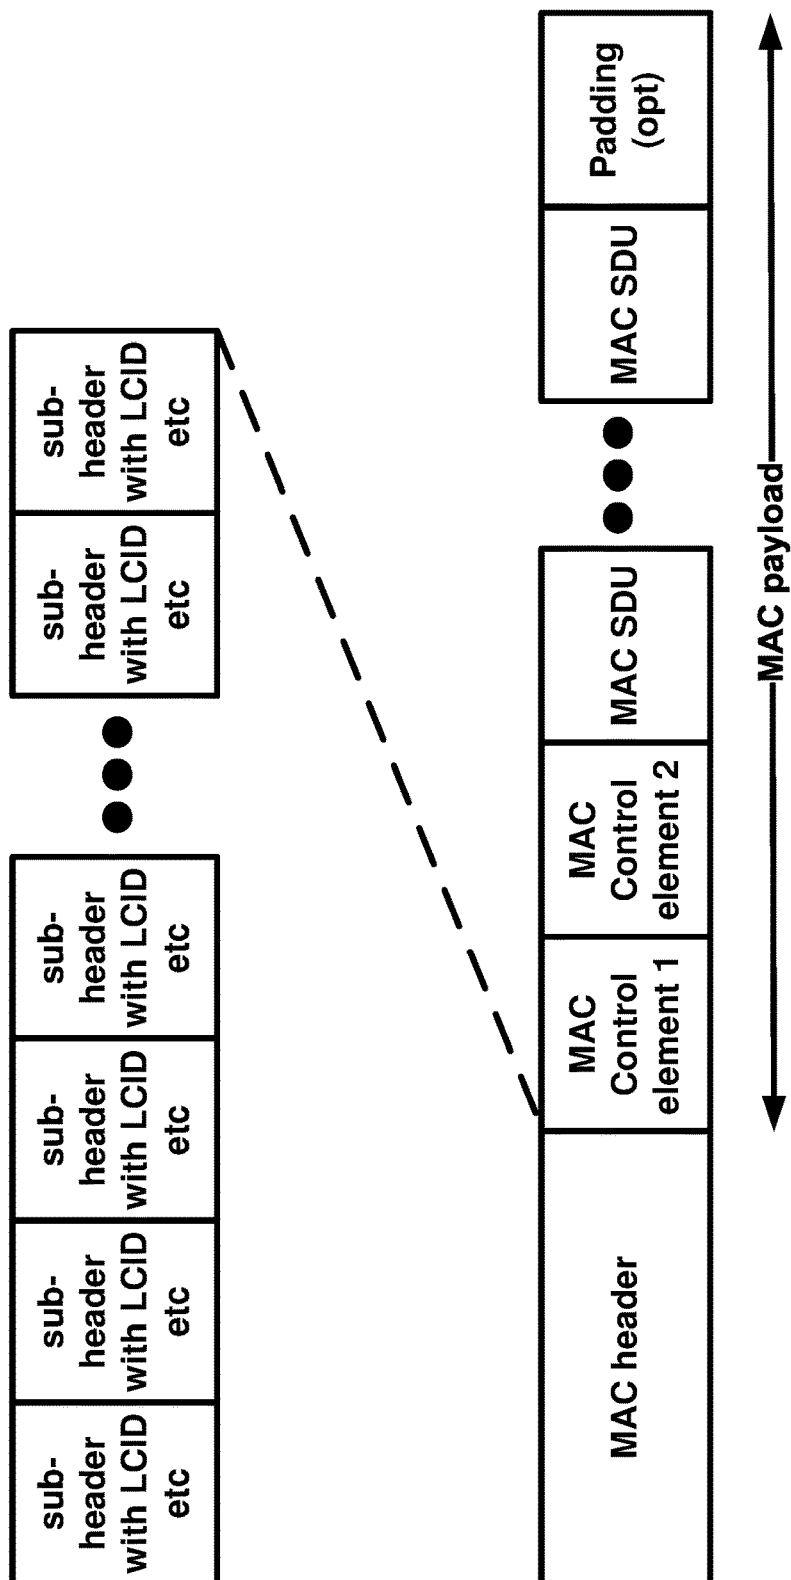 sub-
header
with LCID
etc
sub-
header
with LCID
etc
sub-
header
with LCID
etc
sub-
header
with LCID
etc
sub-
header
with LCID
etc
sub-
header
with LCID
etc
MAC header
MAC
Control
element 1
MAC
Control
element 2
MAC SDU
MAC SDU
Padding
(opt)
MAC payload